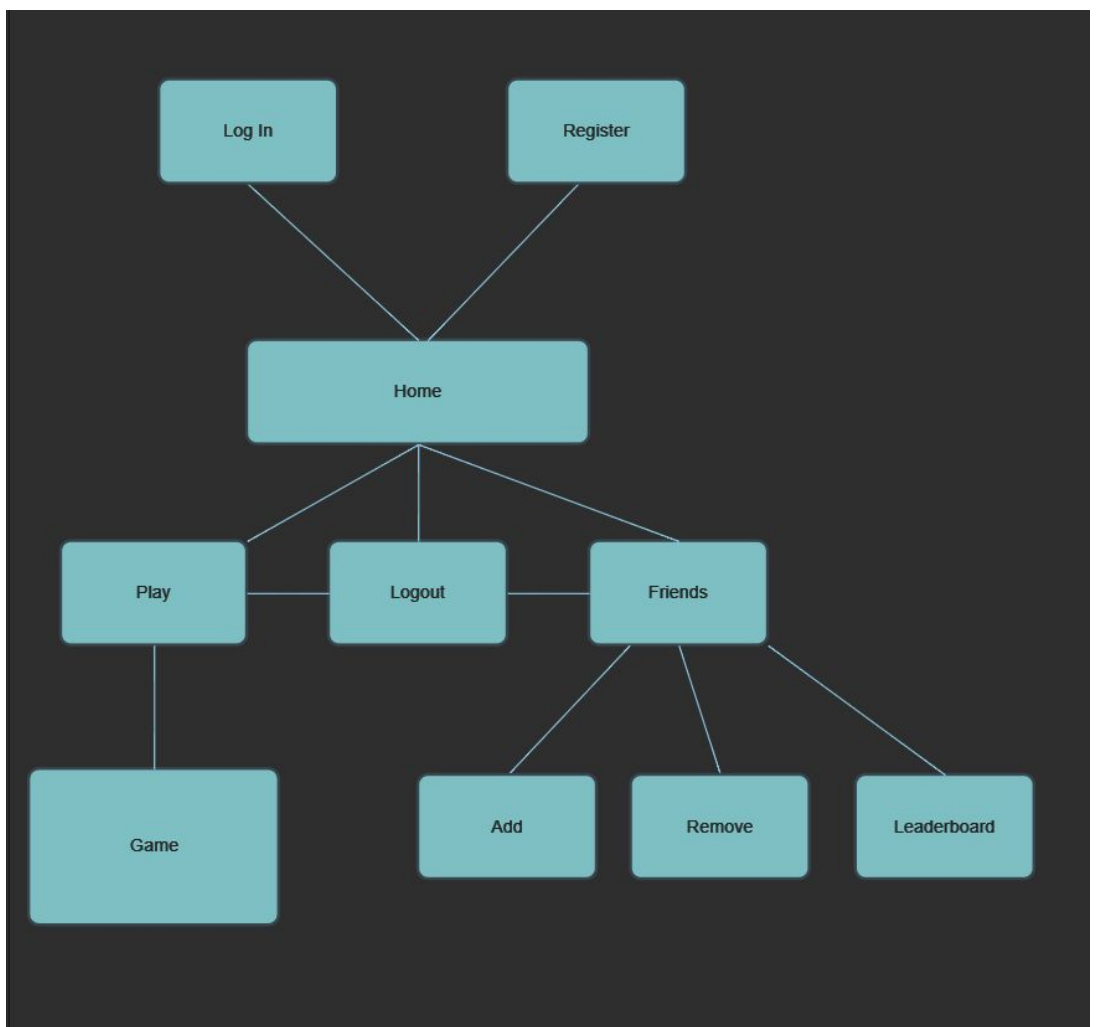 Log In
Register
Home
Play
Logout
Friends
Game
Add
Remove
Leaderboard